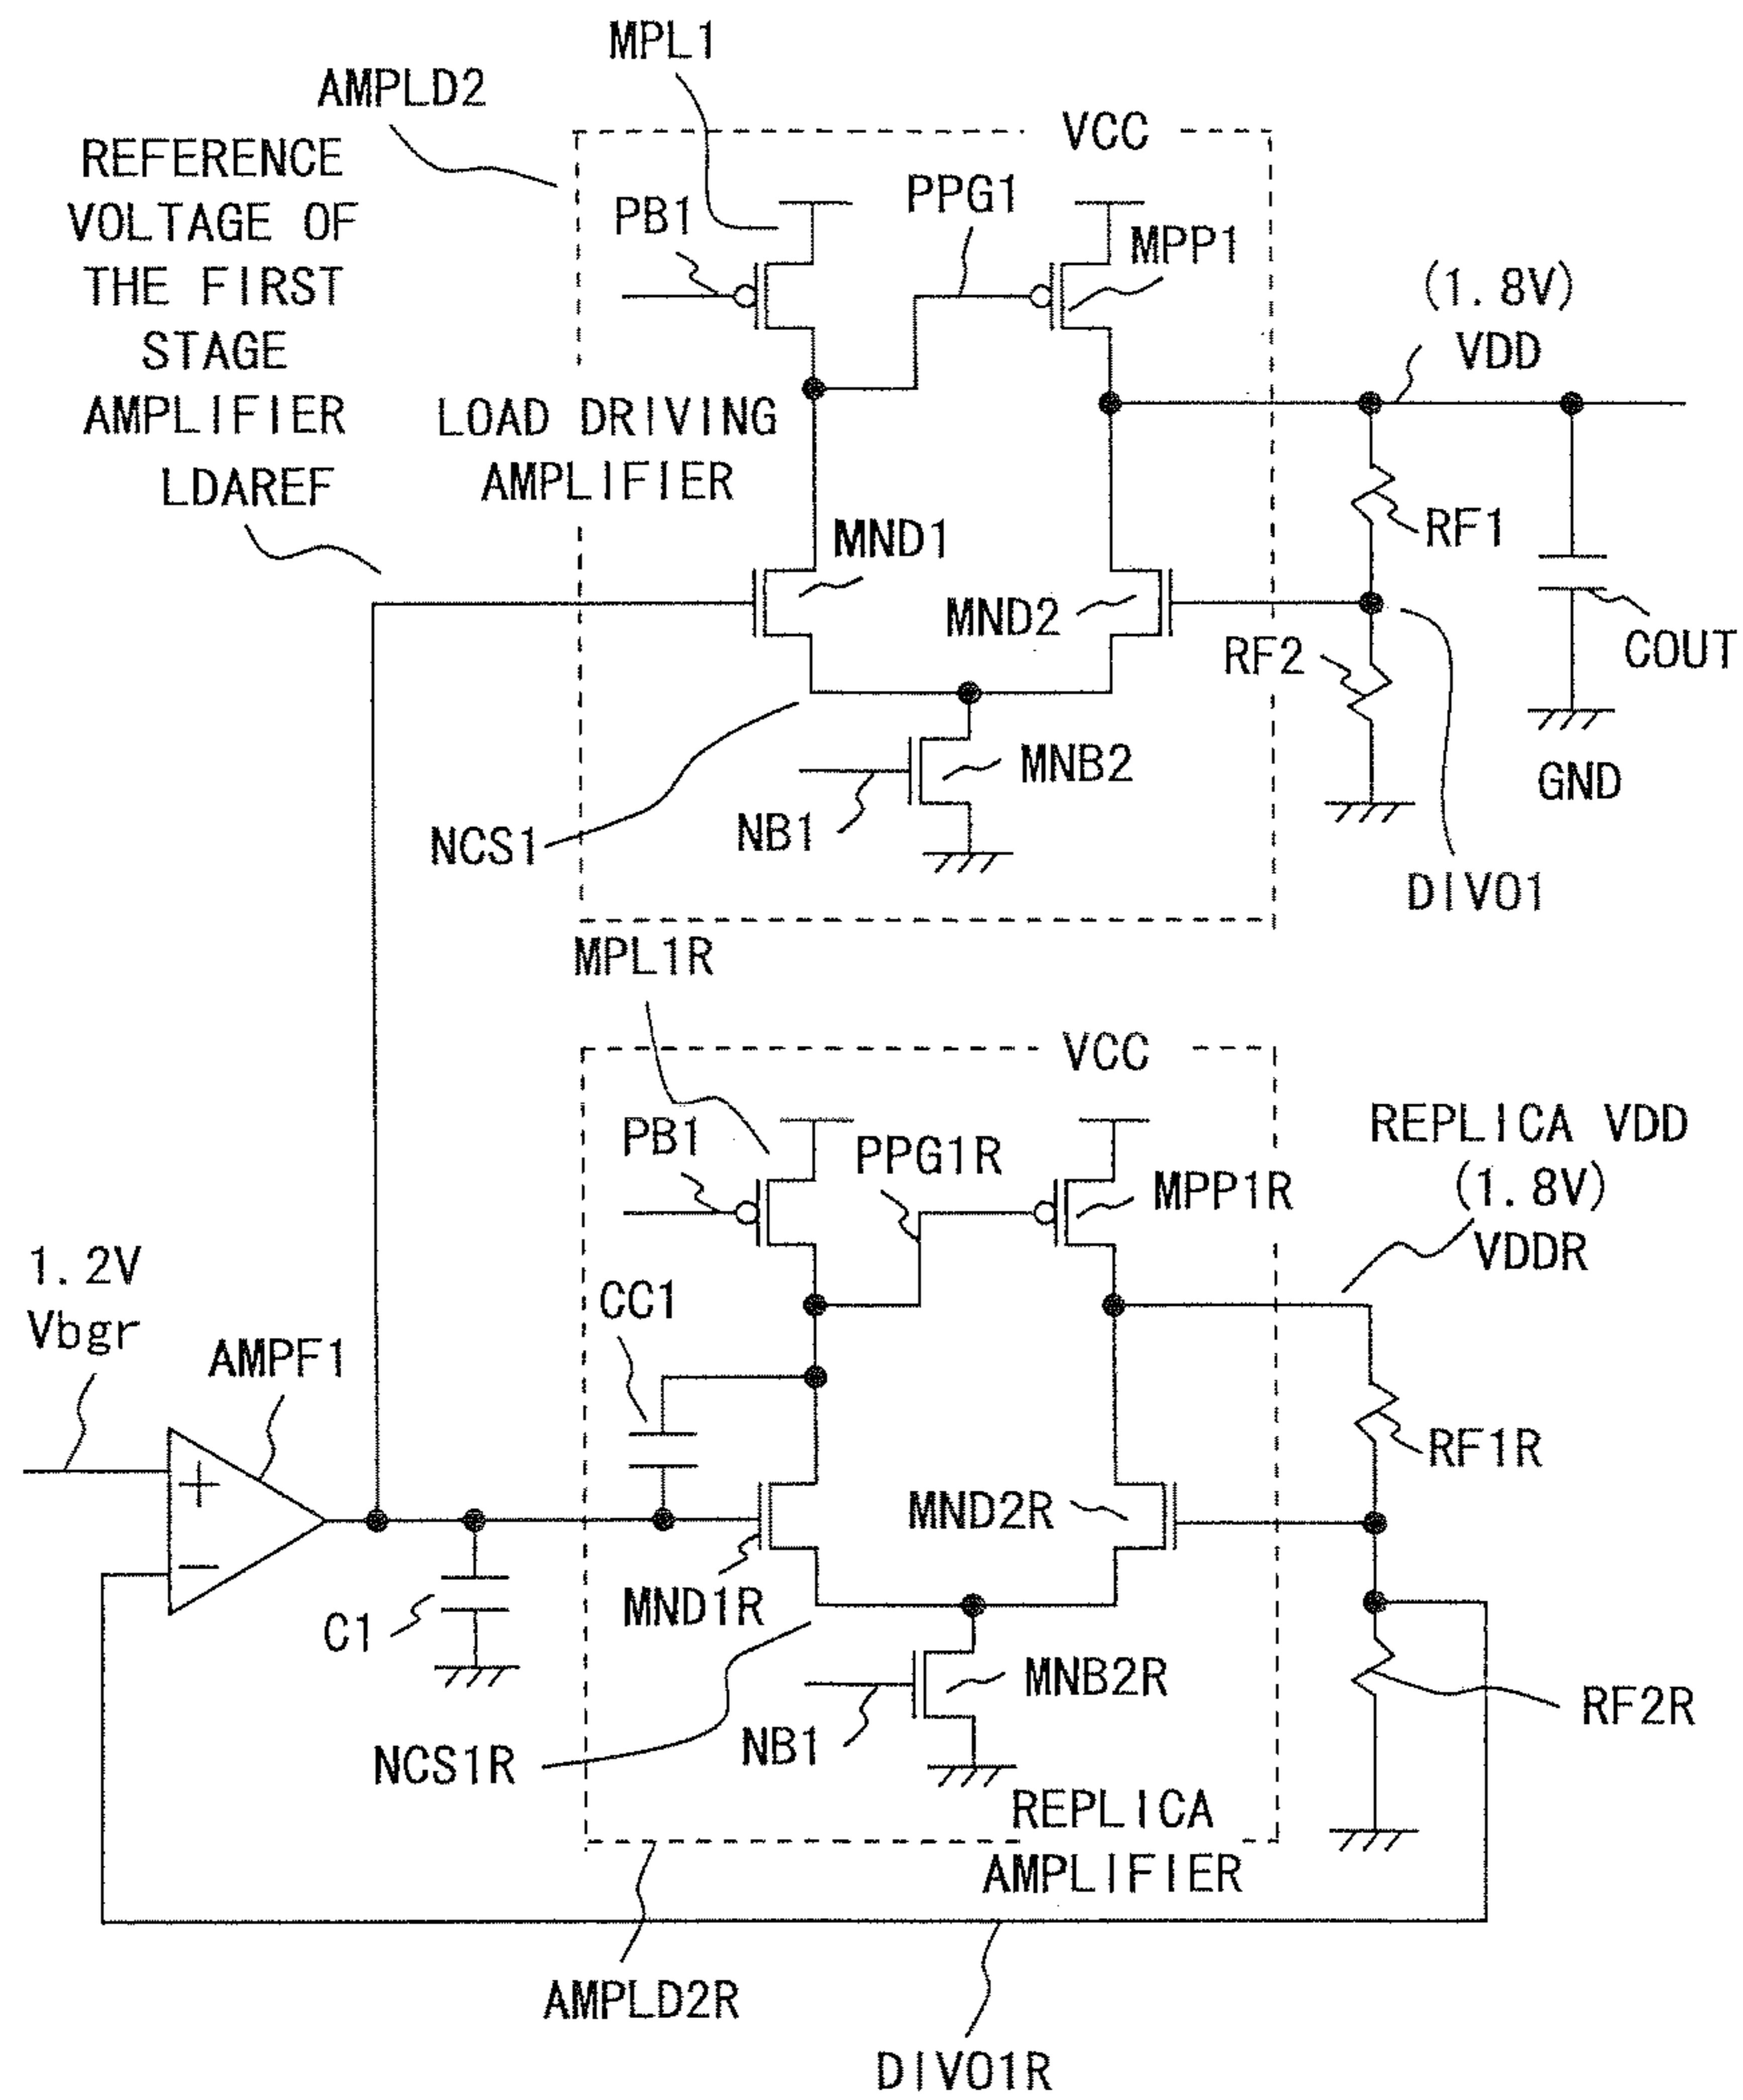 MPL1
AMPLD2
VCC
REFERENCE
VOLTAGE OF
THE FIRST
STAGE
AMPLIFIER
LDAREF
PB1
PPG1
MPP1
(1.8V)
VDD
LOAD DRIVING
AMPLIFIER
RF1
MND1
MND2
RF2
COUT
MNB2
GND
NCS1
NB1
DIVO1
MPL1R
VCC
PB1
PPG1R
REPLICA VDD
(1.8V)
VDDR
MPP1R
1.2V
Vbgr
CC1
AMPF1
RF1R
+
−
MND2R
MND1R
C1
MNB2R
RF2R
NCS1R
NB1
REPLICA
AMPLIFIER
AMPLD2R
DIVO1R